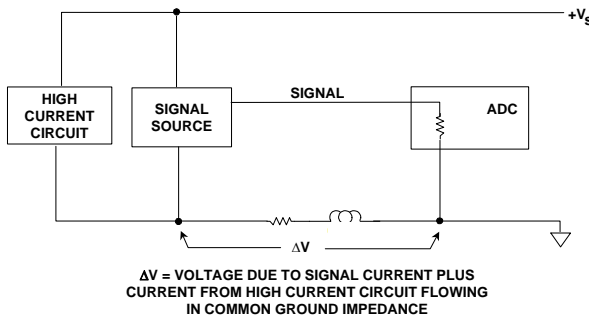 +Vs
HIGH
CURRENT
CIRCUIT
SIGNAL
SOURCE
SIGNAL
ADC
ΔV
ΔV = VOLTAGE DUE TO SIGNAL CURRENT PLUS
CURRENT FROM HIGH CURRENT CIRCUIT FLOWING
IN COMMON GROUND IMPEDANCE